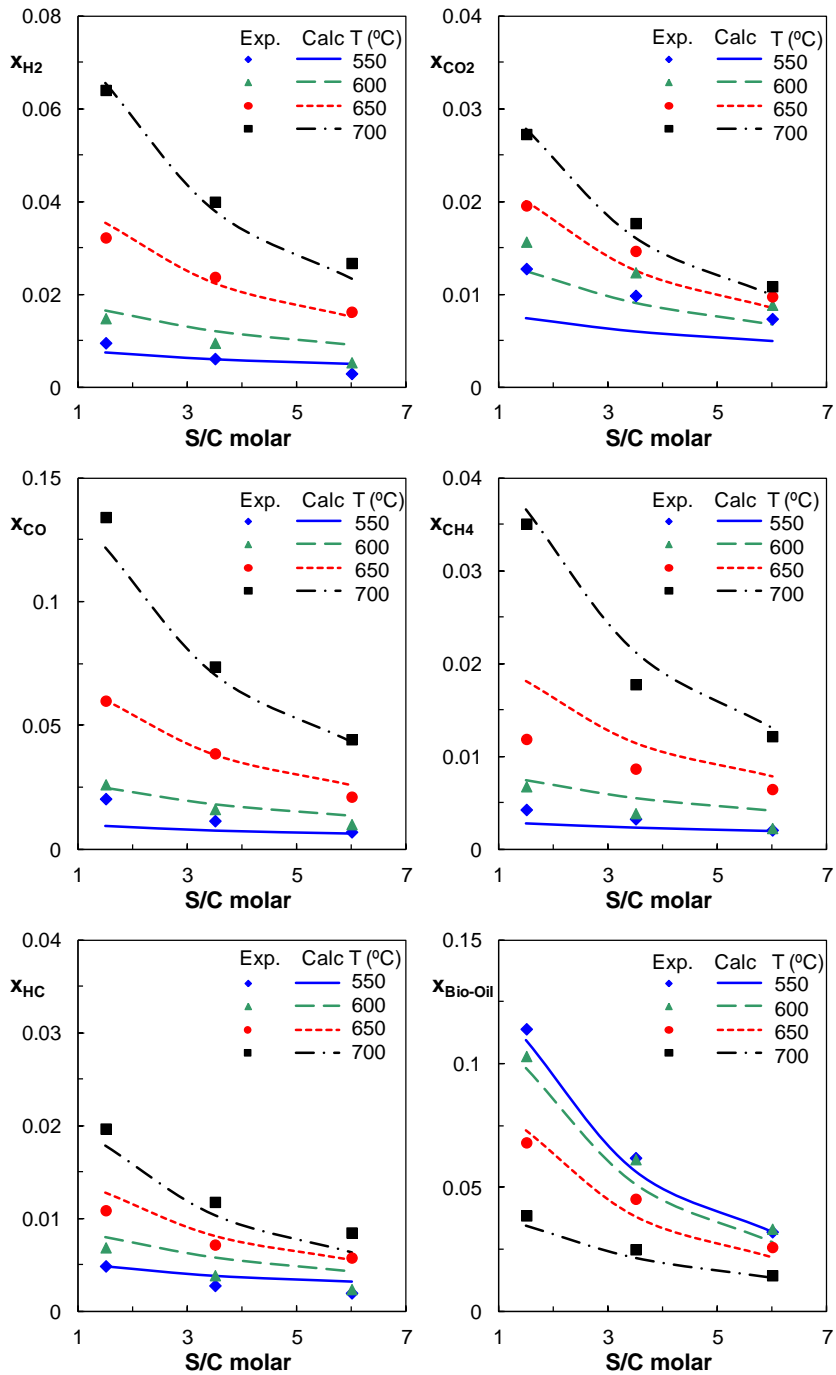 0.08
x_H2
0.06
0.04
0.02
0
1 3 5 7
S/C molar
Exp. Calc T (ºC)
550
600
650
700
0.04
x_CO2
0.03
0.02
0.01
0
1 3 5 7
S/C molar
Exp. Calc T (ºC)
550
600
650
700
0.15
x_CO
0.1
0.05
0
1 3 5 7
S/C molar
Exp. Calc T (ºC)
550
600
650
700
0.04
x_CH4
0.03
0.02
0.01
0
1 3 5 7
S/C molar
Exp. Calc T (ºC)
550
600
650
700
0.04
x_HC
0.03
0.02
0.01
0
1 3 5 7
S/C molar
Exp. Calc T (ºC)
550
600
650
700
0.15
x_Bio-Oil
0.1
0.05
0
1 3 5 7
S/C molar
Exp. Calc T (ºC)
550
600
650
700